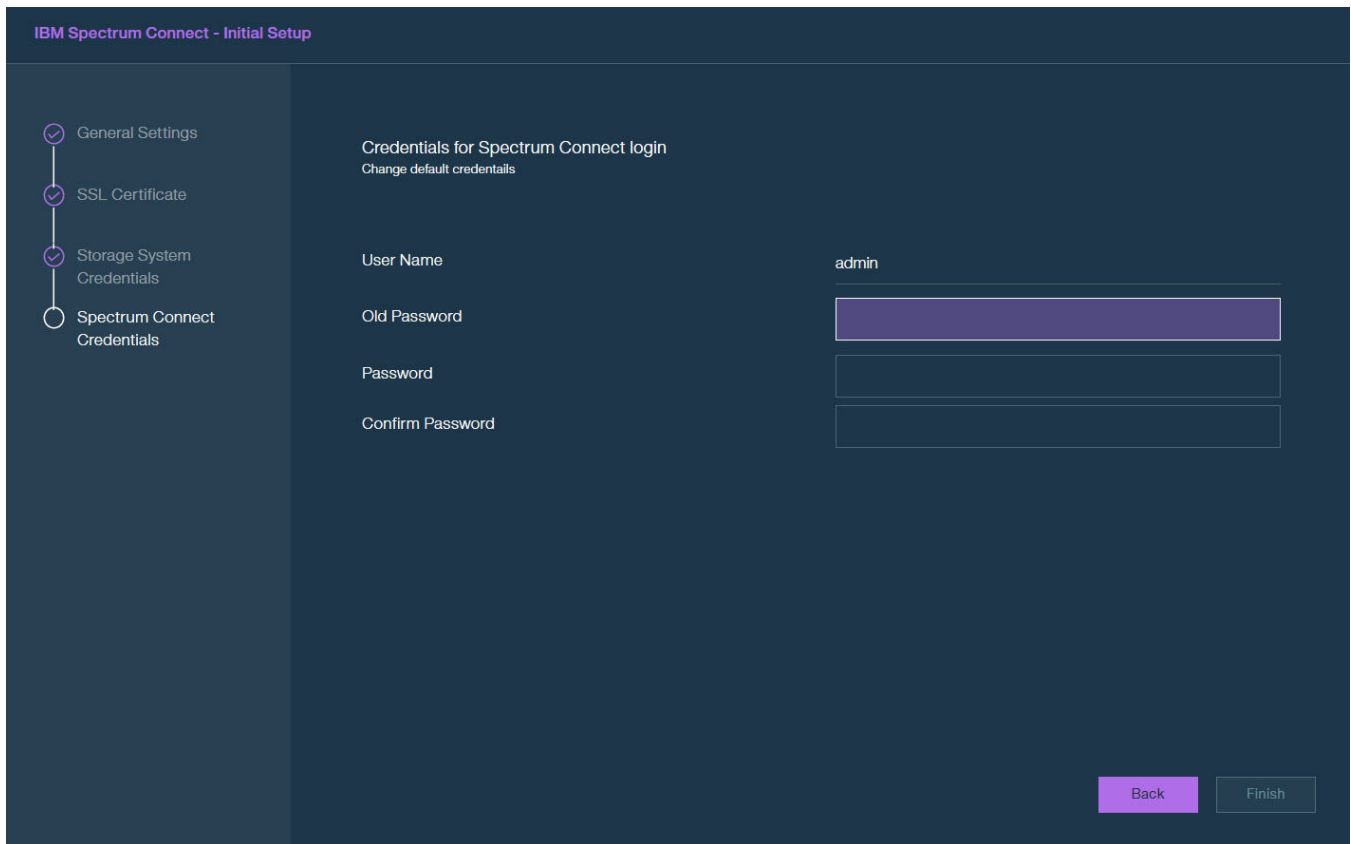 IBM Spectrum Connect - Initial Setup
General Settings
SSL Certificate
Storage System
Credentials
Spectrum Connect
Credentials
Credentials for Spectrum Connect login
Change default credentails
User Name
admin
Old Password
Password
Confirm Password
Back
Finish